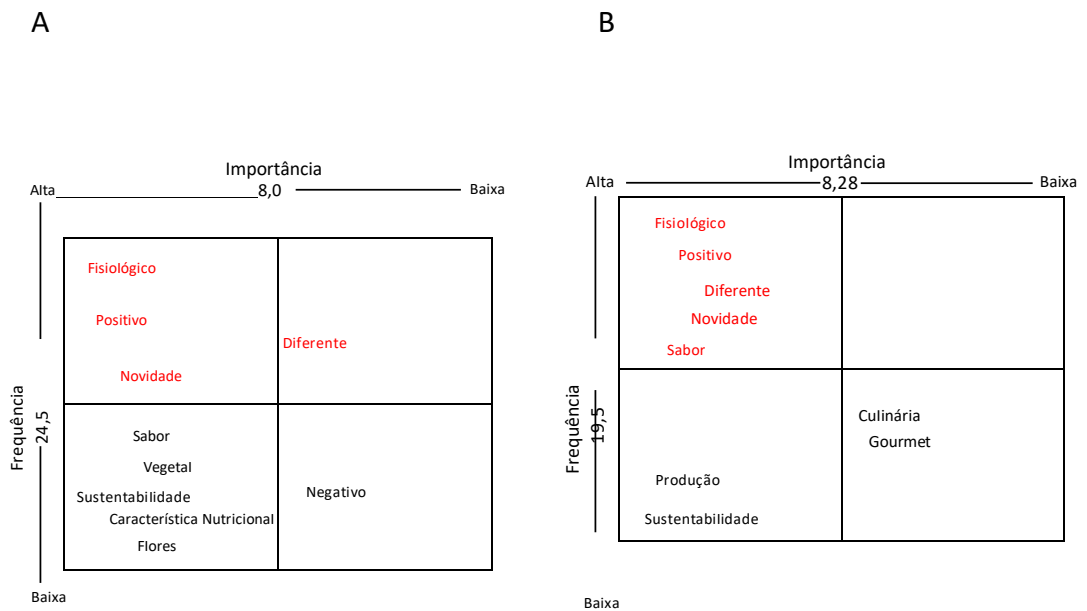 A
Importância
Alta
8,0
Baixa
Fisiológico
Positivo
Novidade
Diferente
Frequência
24,5
Sabor
Vegetal
Sustentabilidade
Característica Nutricional
Flores
Negativo
Baixa
B
Importância
Alta
8,28
Baixa
Fisiológico
Positivo
Diferente
Novidade
Sabor
Frequência
19,5
Culinária
Gourmet
Produção
Sustentabilidade
Baixa